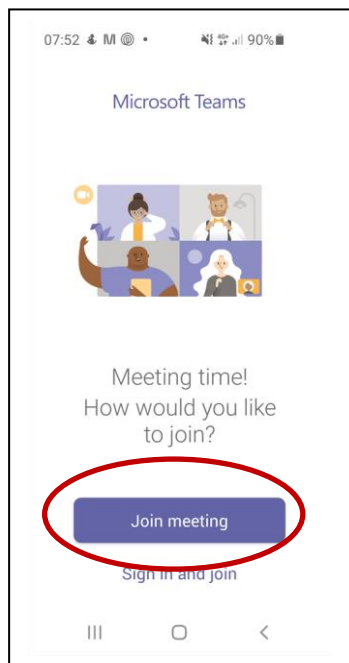 07:52 M 90%
Microsoft Teams
Meeting time!
How would you like
to join?
Join meeting
Sign in and join